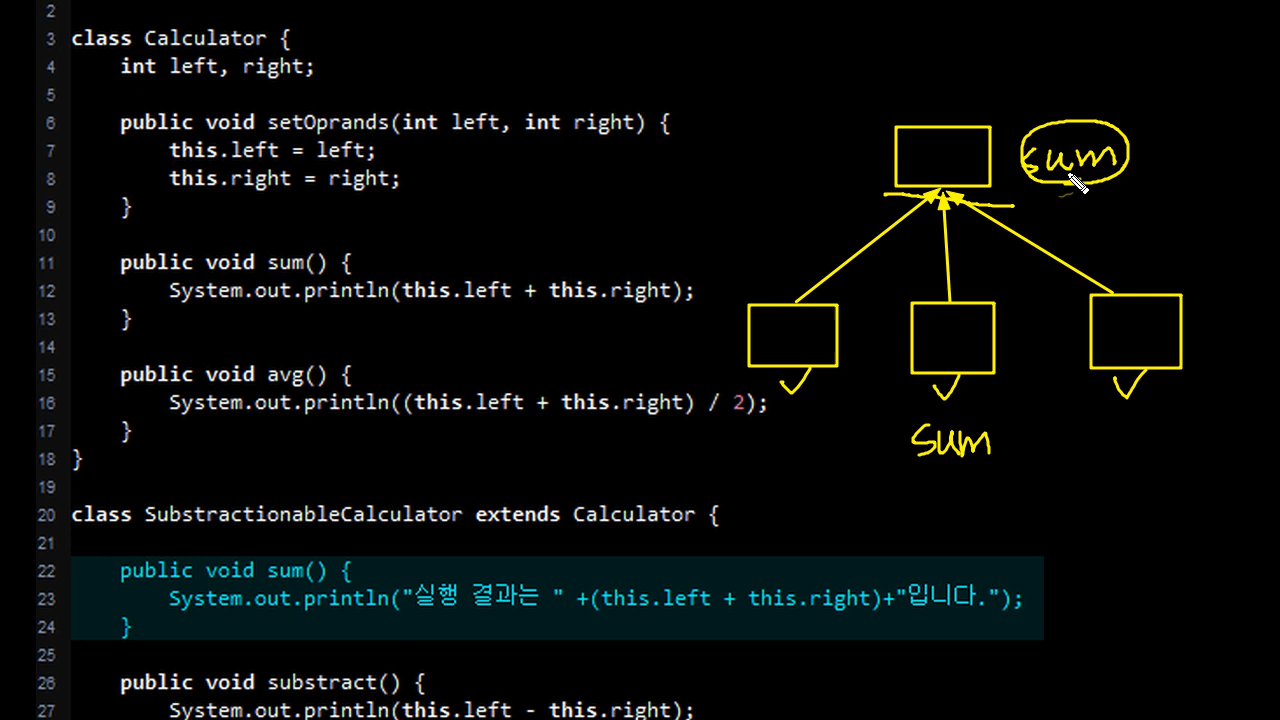 2
3 class Calculator {
4 int left, right;
5
6 public void setOprands(int left, int right) {
7 this.left = left;
8 this.right = right;
9 }
10
11 public void sum() {
12 System.out.println(this.left + this.right);
13 }
14
15 public void avg() {
16 System.out.println((this.left + this.right) / 2);
17 }
18 }
19
20 class SubstractionableCalculator extends Calculator {
21
22 public void sum() {
23 System.out.println("실행 결과는 " +(this.left + this.right)+"입니다.");
24 }
25
26 public void substract() {
27 System.out.println(this.left - this.right);
sum
sum